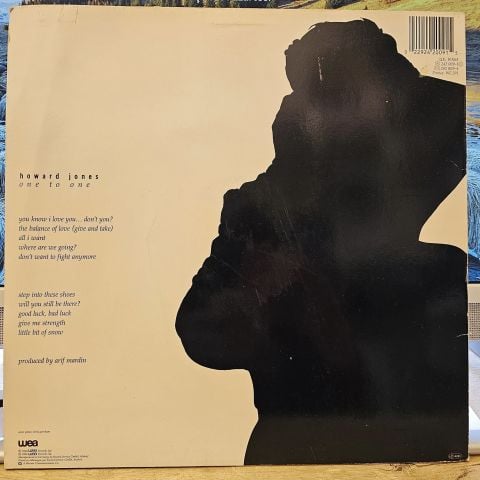 howard jones
one to one
you know i love you... don't you?
the balance of love (give and take)
all i want
where are we going?
don't want to fight anymore
step into these shoes
will you still be there?
good luck, bad luck
give me strength
little bit of snow
produced by arif mardin
wea